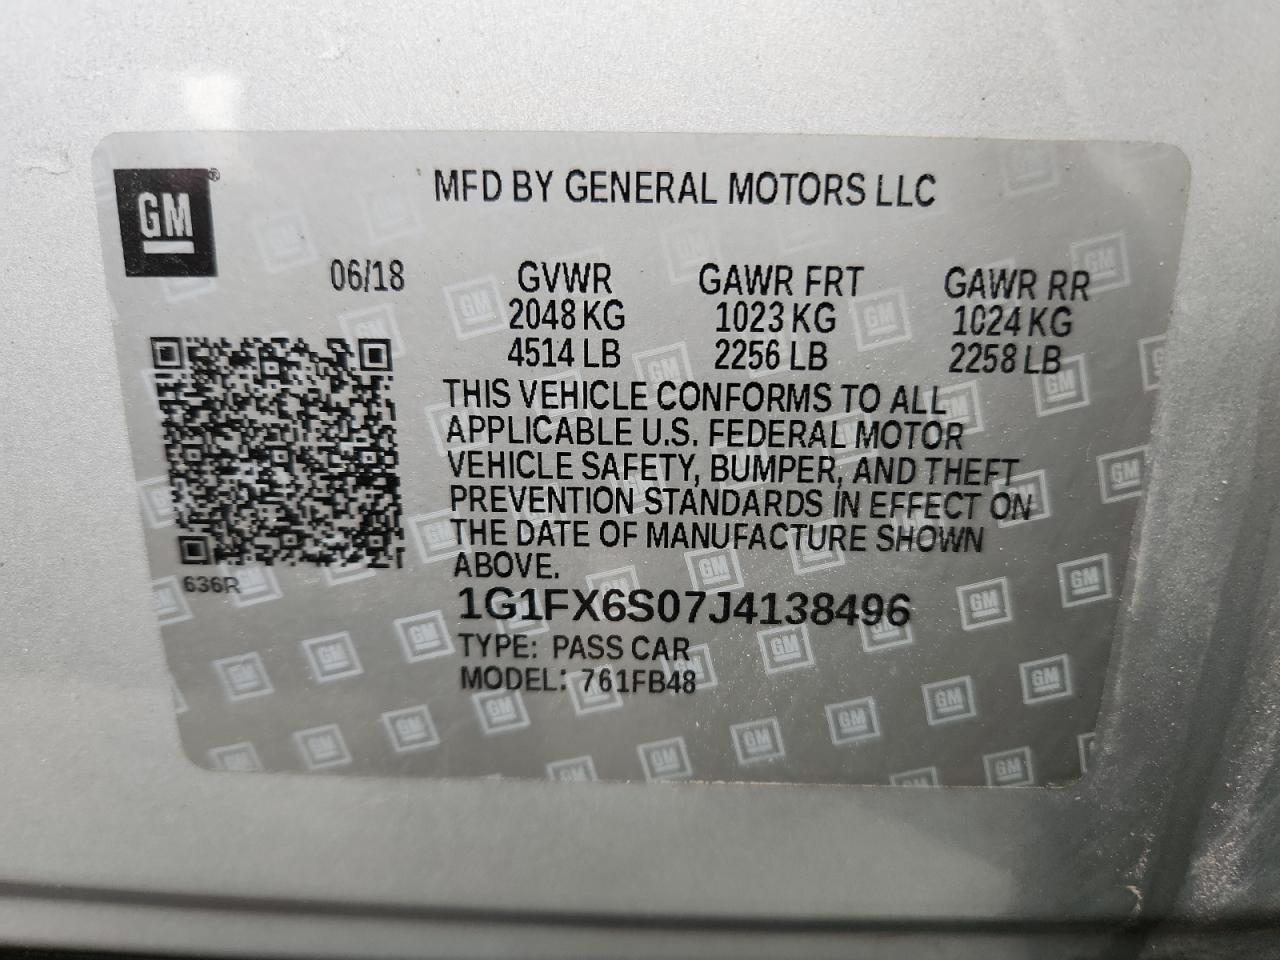 GM®
MFD BY GENERAL MOTORS LLC
06/18 GVWR GAWR FRT GAWR RR
2048 KG 1023 KG 1024 KG
4514 LB 2256 LB 2258 LB
THIS VEHICLE CONFORMS TO ALL
APPLICABLE U.S. FEDERAL MOTOR
VEHICLE SAFETY, BUMPER, AND THEFT
PREVENTION STANDARDS IN EFFECT ON
THE DATE OF MANUFACTURE SHOWN
ABOVE.
636R
1G1FX6S07J4138496
TYPE: PASS CAR
MODEL: 761FB48